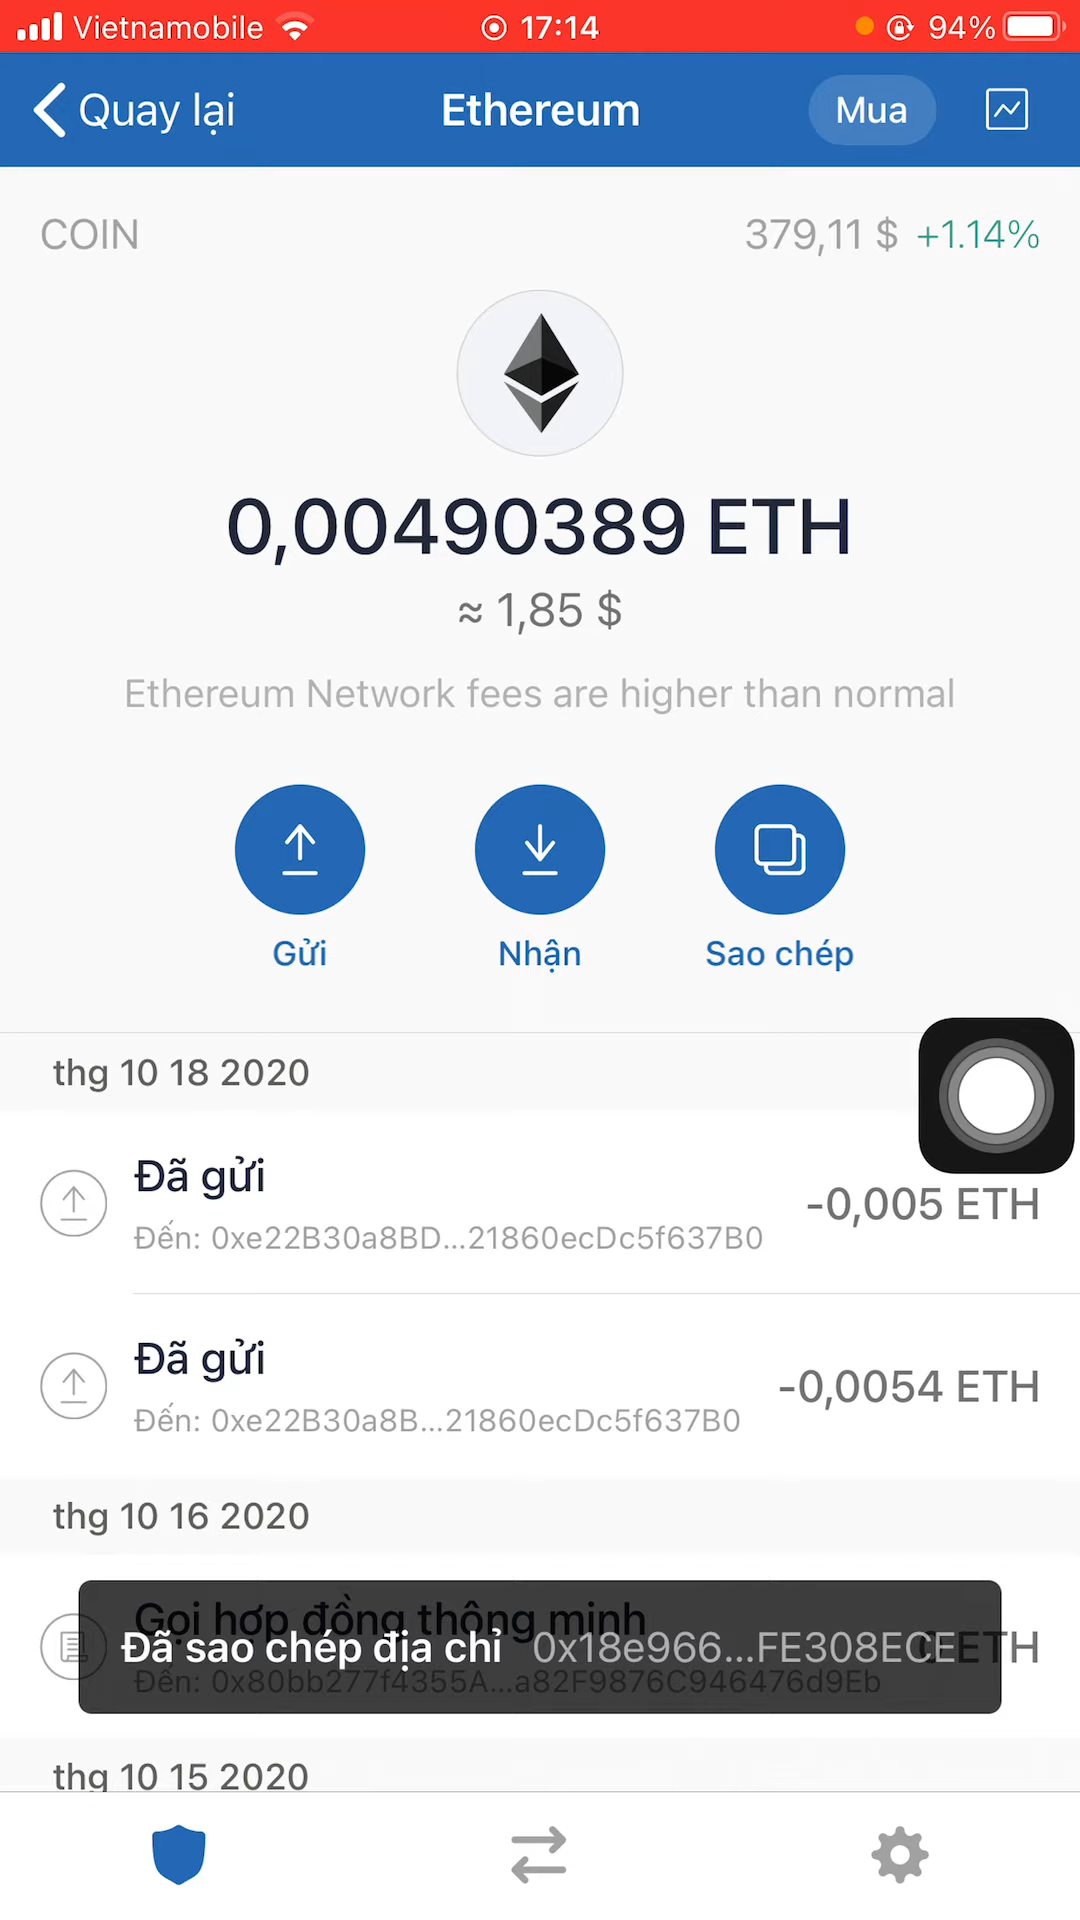 Vietnamobile 17:14 94%
Quay lại Ethereum Mua
COIN 379,11 $ +1.14%
0,00490389 ETH
≈ 1,85 $
Ethereum Network fees are higher than normal
Gửi Nhận Sao chép
thg 10 18 2020
Đã gửi
-0,005 ETH
Đến: 0xe22B30a8BD...21860ecDc5f637B0
Đã gửi
-0,0054 ETH
Đến: 0xe22B30a8B...21860ecDc5f637B0
thg 10 16 2020
Gọi hợp đồng thông minh
Đã sao chép địa chỉ 0x18e966...FE308ECE
0 ETH
Đến: 0x80bb277f4355A...a82F9876C946476d9Eb
thg 10 15 2020